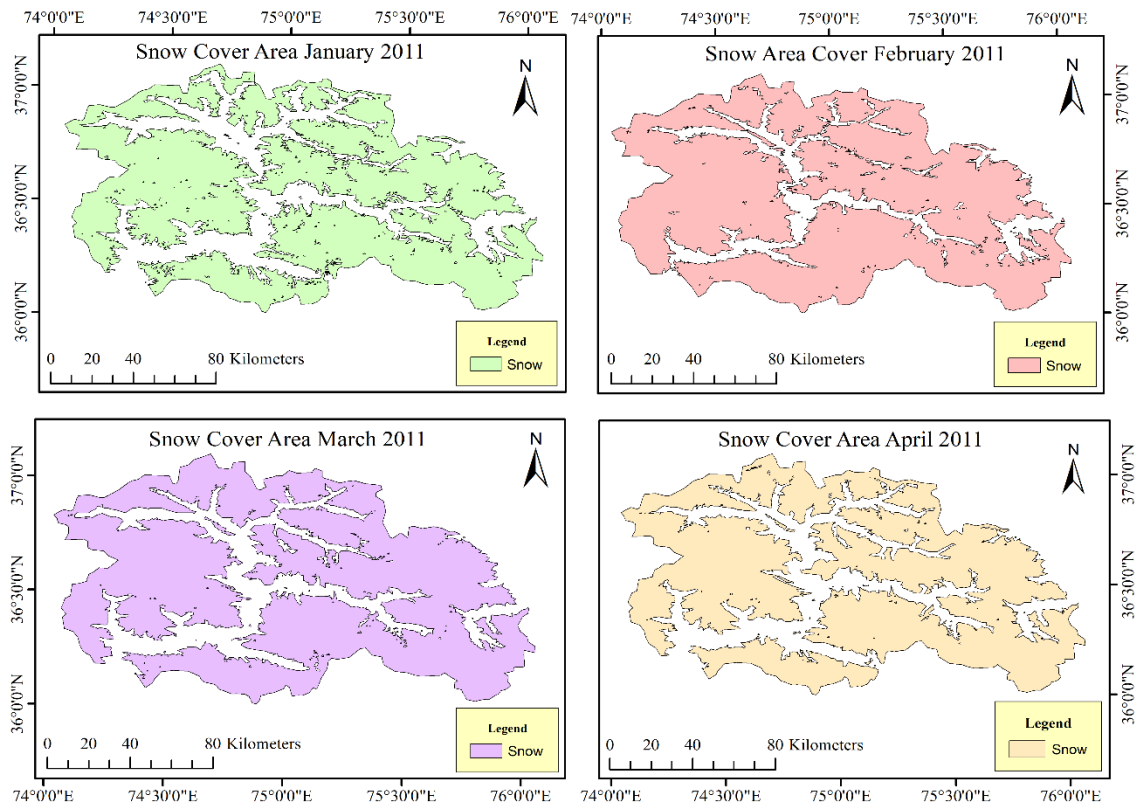 74°0'0"E 74°30'0"E 75°0'0"E 75°30'0"E 76°0'0"E
Snow Cover Area January 2011
N
37°0'0"N
36°30'0"N
36°0'0"N
0 20 40 80 Kilometers
Legend
Snow
74°0'0"E 74°30'0"E 75°0'0"E 75°30'0"E 76°0'0"E
Snow Area Cover February 2011
N
37°0'0"N
36°30'0"N
36°0'0"N
0 20 40 80 Kilometers
Legend
Snow
Snow Cover Area March 2011
N
37°0'0"N
36°30'0"N
36°0'0"N
0 20 40 80 Kilometers
Legend
Snow
74°0'0"E 74°30'0"E 75°0'0"E 75°30'0"E 76°0'0"E
Snow Cover Area April 2011
N
37°0'0"N
36°30'0"N
36°0'0"N
0 20 40 80 Kilometers
Legend
Snow
74°0'0"E 74°30'0"E 75°0'0"E 75°30'0"E 76°0'0"E